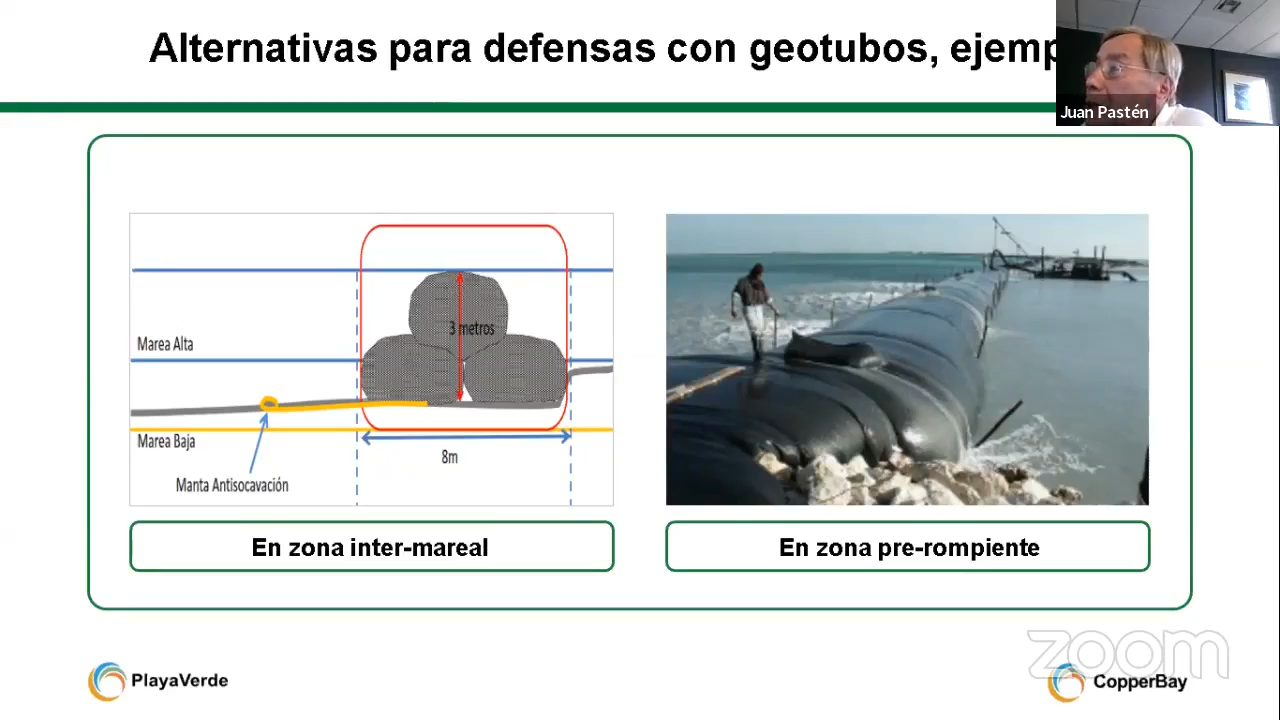 Alternativas para defensas con geotubos, ejemp
Juan Pastén
3 metros
Marea Alta
Marea Baja
8m
Manta Antisocavación
En zona inter-mareal
En zona pre-rompiente
zoom
PlayaVerde
CopperBay